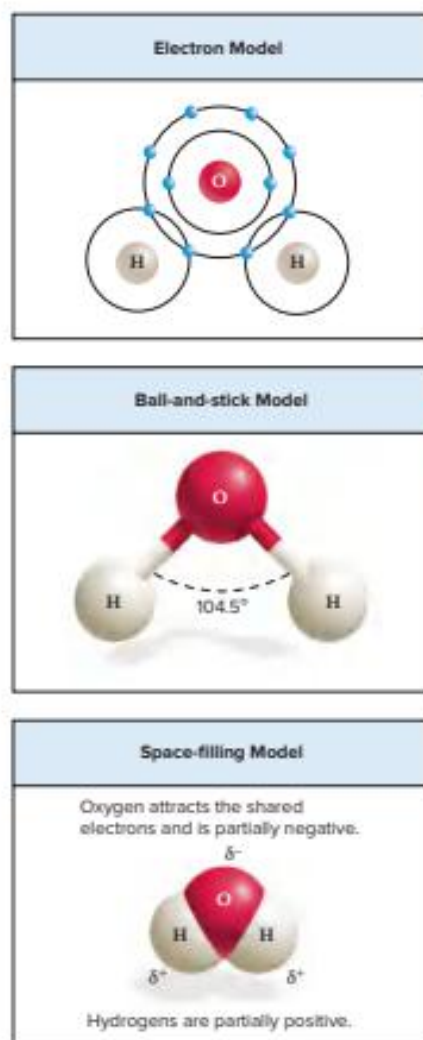 Electron Model
O
H H
Ball-and-stick Model
O
H H
104.5°
Space-filling Model
Oxygen attracts the shared
electrons and is partially negative.
δ⁻
O
H H
δ⁺ δ⁺
Hydrogens are partially positive.